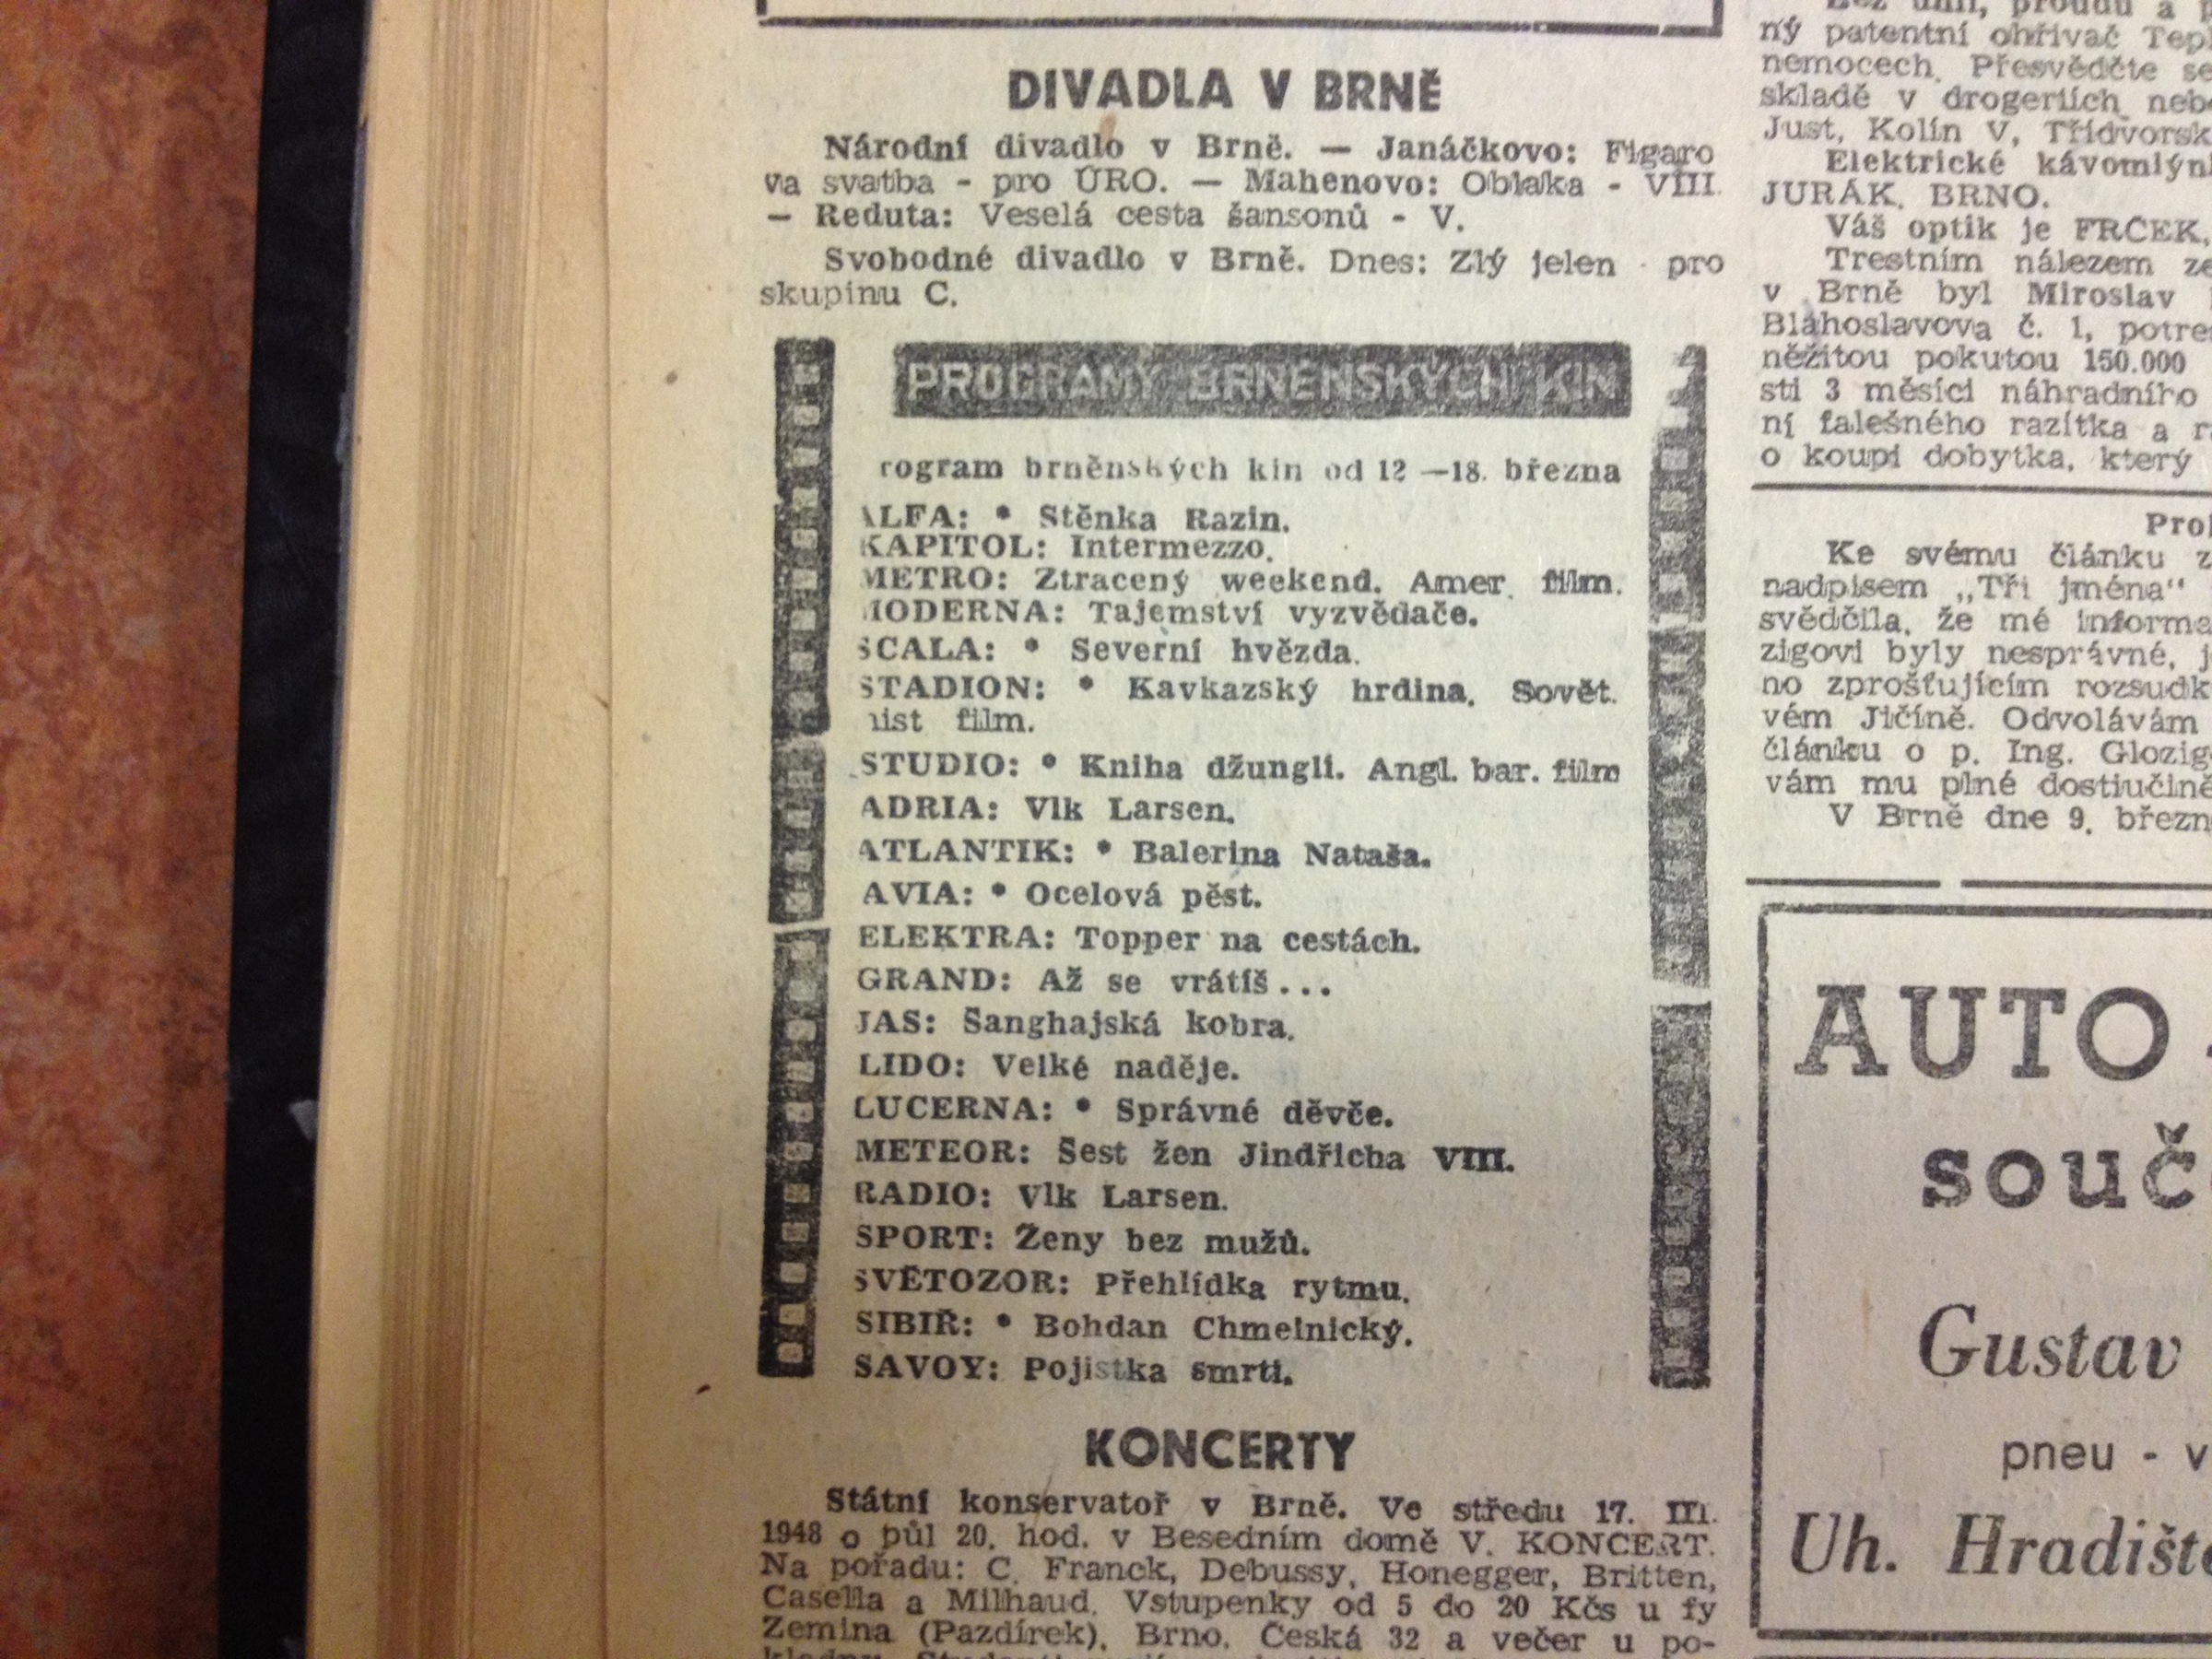 DIVADLA V BRNĚ
Národní divadlo v Brně. — Janáčkovo: Figaro
va svatba - pro ÚRO. — Mahenovo: Oblaka - VIII.
— Reduta: Veselá cesta šansonů - V.
Svobodné divadlo v Brně. Dnes: Zlý jelen - pro
skupinu C.
PROGRAMY BRNĚNSKÝCH KIN
rogram brněnských kin od 12 —18. března
ALFA: • Stěnka Razin.
KAPITOL: Intermezzo.
METRO: Ztracený weekend. Amer. film.
MODERNA: Tajemství vyzvědače.
SCALA: • Severní hvězda.
STADION: • Kavkazský hrdina. Sovět.
hist film.
STUDIO: • Kniha džunglí. Angl. bar. film
ADRIA: Vlk Larsen.
ATLANTIK: • Balerina Nataša.
AVIA: • Ocelová pěst.
ELEKTRA: Topper na cestách.
GRAND: Až se vrátíš...
JAS: Šanghajská kobra.
LIDO: Velké naděje.
LUCERNA: • Správné děvče.
METEOR: Šest žen Jindřicha VIII.
RADIO: Vlk Larsen.
SPORT: Ženy bez mužů.
SVĚTOZOR: Přehlídka rytmu.
SIBIŘ: • Bohdan Chmelnický.
SAVOY: Pojistka smrti.
KONCERTY
Státní konservatoř v Brně. Ve středu 17. III.
1948 o půl 20. hod. v Besedním domě V. KONCERT.
Na pořadu: C. Franck, Debussy, Honegger, Britten,
Casella a Milhaud. Vstupenky od 5 do 20 Kčs u fy
Zemina (Pazdírek), Brno, Česká 32 a večer u po-
ný patentní ohřivač Tepl
nemocech. Přesvědčte se
skladě v drogeriích neb
Just, Kolín V, Třídvorsk
Elektrické kávomlýn
JURÁK, BRNO.
Váš optik je FRČEK,
Trestním nálezem ze
v Brně byl Miroslav
Blahoslavova č. 1, potre
něžitou pokutou 150.000
sti 3 měsíci náhradního
ní falešného razítka a r
o koupi dobytka, který
Proh
Ke svému článku z
nadpisem „Tři jména“
svědčila, že mé informa
zigovi byly nesprávné, j
no zprošťujícím rozsudk
vém Jičíně. Odvolávám
článku o p. Ing. Glozig
vám mu plné dostiučině
V Brně dne 9. březn
AUTO -
souč
Gustav
pneu - v
Uh. Hradiště